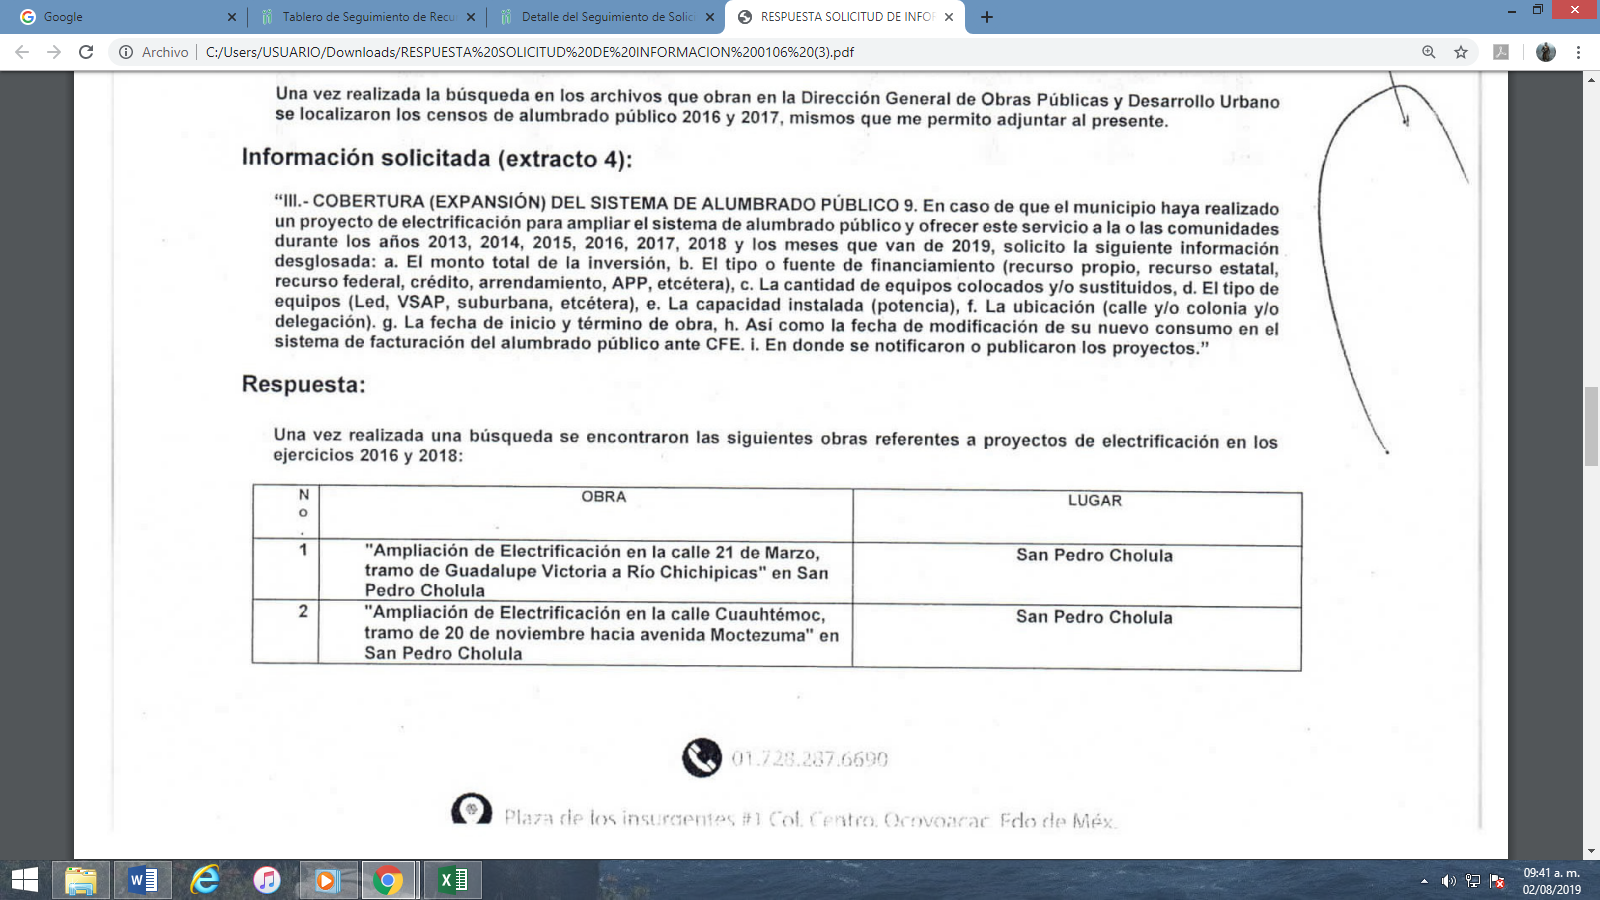 Google
Tablero de Seguimiento de Recu
Detalle del Seguimiento de Solic
RESPUESTA SOLICITUD DE INFOR
Archivo
C:/Users/USUARIO/Downloads/RESPUESTA%20SOLICITUD%20DE%20INFORMACION%200106%20(3).pdf
Una vez realizada la búsqueda en los archivos que obran en la Dirección General de Obras Públicas y Desarrollo Urbano
se localizaron los censos de alumbrado público 2016 y 2017, mismos que me permito adjuntar al presente.
Información solicitada (extracto 4):
“III.- COBERTURA (EXPANSIÓN) DEL SISTEMA DE ALUMBRADO PÚBLICO 9. En caso de que el municipio haya realizado
un proyecto de electrificación para ampliar el sistema de alumbrado público y ofrecer este servicio a la o las comunidades
durante los años 2013, 2014, 2015, 2016, 2017, 2018 y los meses que van de 2019, solicito la siguiente información
desglosada: a. El monto total de la inversión, b. El tipo o fuente de financiamiento (recurso propio, recurso estatal,
recurso federal, crédito, arrendamiento, APP, etcétera), c. La cantidad de equipos colocados y/o sustituidos, d. El tipo de
equipos (Led, VSAP, suburbana, etcétera), e. La capacidad instalada (potencia), f. La ubicación (calle y/o colonia y/o
delegación). g. La fecha de inicio y término de obra, h. Así como la fecha de modificación de su nuevo consumo en el
sistema de facturación del alumbrado público ante CFE. i. En donde se notificaron o publicaron los proyectos.”
Respuesta:
Una vez realizada una búsqueda se encontraron las siguientes obras referentes a proyectos de electrificación en los
ejercicios 2016 y 2018:
N
o
.
OBRA
LUGAR
1
"Ampliación de Electrificación en la calle 21 de Marzo,
tramo de Guadalupe Victoria a Río Chichipicas" en San
Pedro Cholula
San Pedro Cholula
2
"Ampliación de Electrificación en la calle Cuauhtémoc,
tramo de 20 de noviembre hacia avenida Moctezuma" en
San Pedro Cholula
San Pedro Cholula
01.728.287.6690
Plaza de los insurgentes #1 Col. Centro, Ocoyoacac, Edo de Méx.
09:41 a. m.
02/08/2019